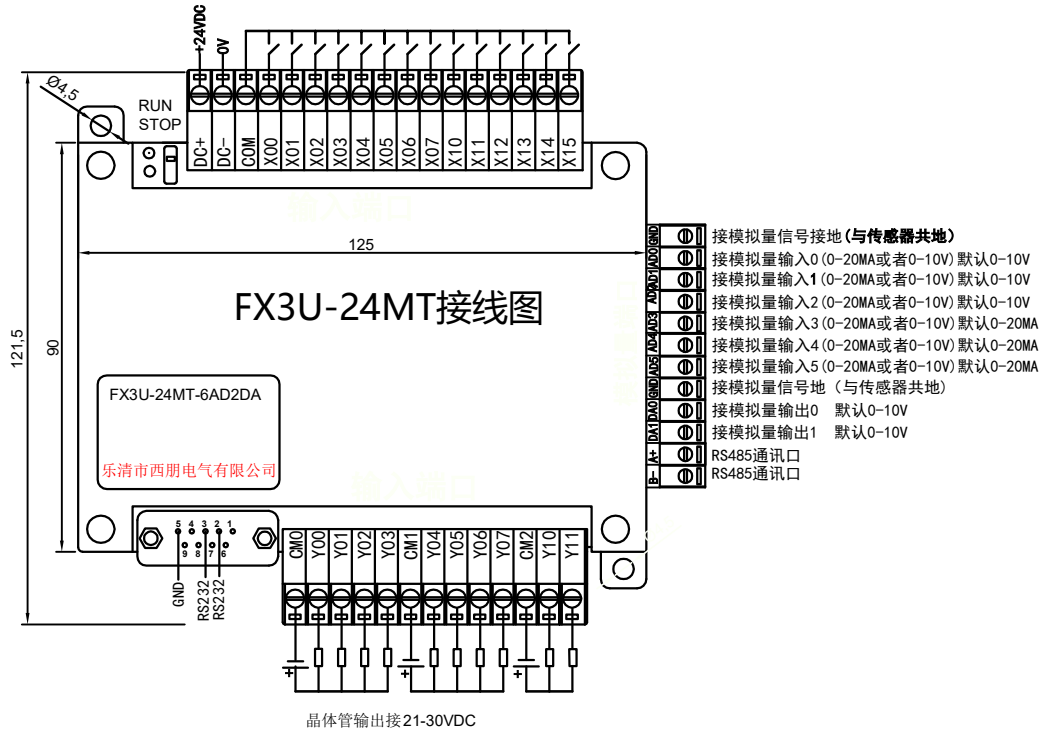 +24VDC
0V
Ø4,5
RUN
STOP
DC+
DC-
COM
X00
X01
X02
X03
X04
X05
X06
X07
X10
X11
X12
X13
X14
X15
输入端口
125
121,5
90
FX3U-24MT接线图
FX3U-24MT-6AD2DA
乐清市西朋电气有限公司
GND 接模拟量信号接地(与传感器共地)
AD0 接模拟量输入0(0-20MA或者0-10V)默认0-10V
AD1 接模拟量输入1(0-20MA或者0-10V)默认0-10V
AD2 接模拟量输入2(0-20MA或者0-10V)默认0-10V
AD3 接模拟量输入3(0-20MA或者0-10V)默认0-20MA
AD4 接模拟量输入4(0-20MA或者0-10V)默认0-20MA
AD5 接模拟量输入5(0-20MA或者0-10V)默认0-20MA
GND 接模拟量信号地（与传感器共地）
DA0 接模拟量输出0 默认0-10V
DA1 接模拟量输出1 默认0-10V
A+ RS485通讯口
B- RS485通讯口
输入端口
5 4 3 2 1
9 8 7 6
GND
RS232
RS232
CM0
Y00
Y01
Y02
Y03
CM1
Y04
Y05
Y06
Y07
CM2
Y10
Y11
+
+
+
晶体管输出接21-30VDC